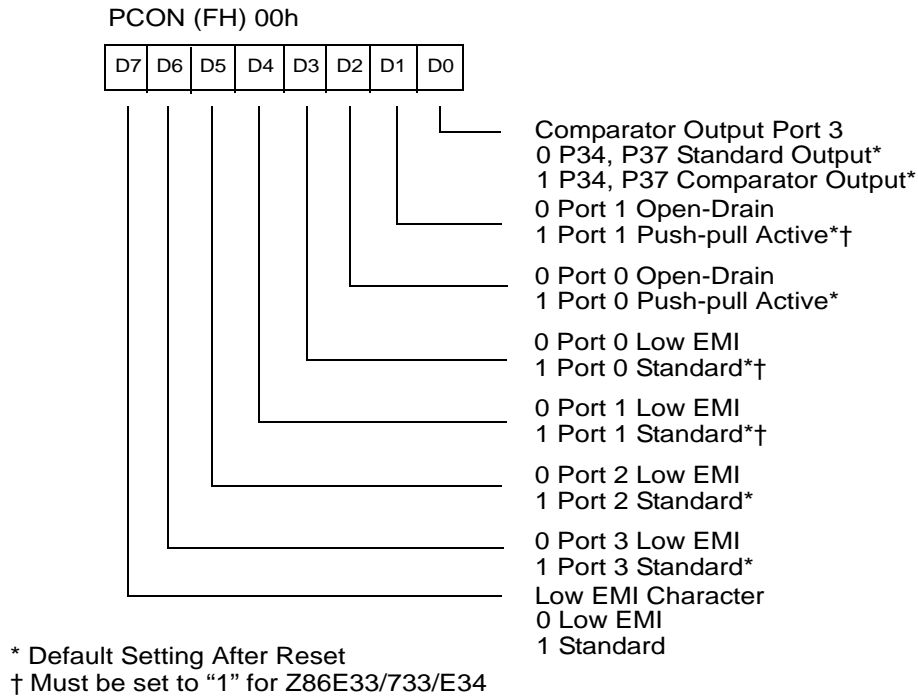 PCON (FH) 00h
D7 D6 D5 D4 D3 D2 D1 D0
Comparator Output Port 3
0 P34, P37 Standard Output*
1 P34, P37 Comparator Output*
0 Port 1 Open-Drain
1 Port 1 Push-pull Active*†
0 Port 0 Open-Drain
1 Port 0 Push-pull Active*
0 Port 0 Low EMI
1 Port 0 Standard*†
0 Port 1 Low EMI
1 Port 1 Standard*†
0 Port 2 Low EMI
1 Port 2 Standard*
0 Port 3 Low EMI
1 Port 3 Standard*
Low EMI Character
0 Low EMI
1 Standard
* Default Setting After Reset
† Must be set to “1” for Z86E33/733/E34